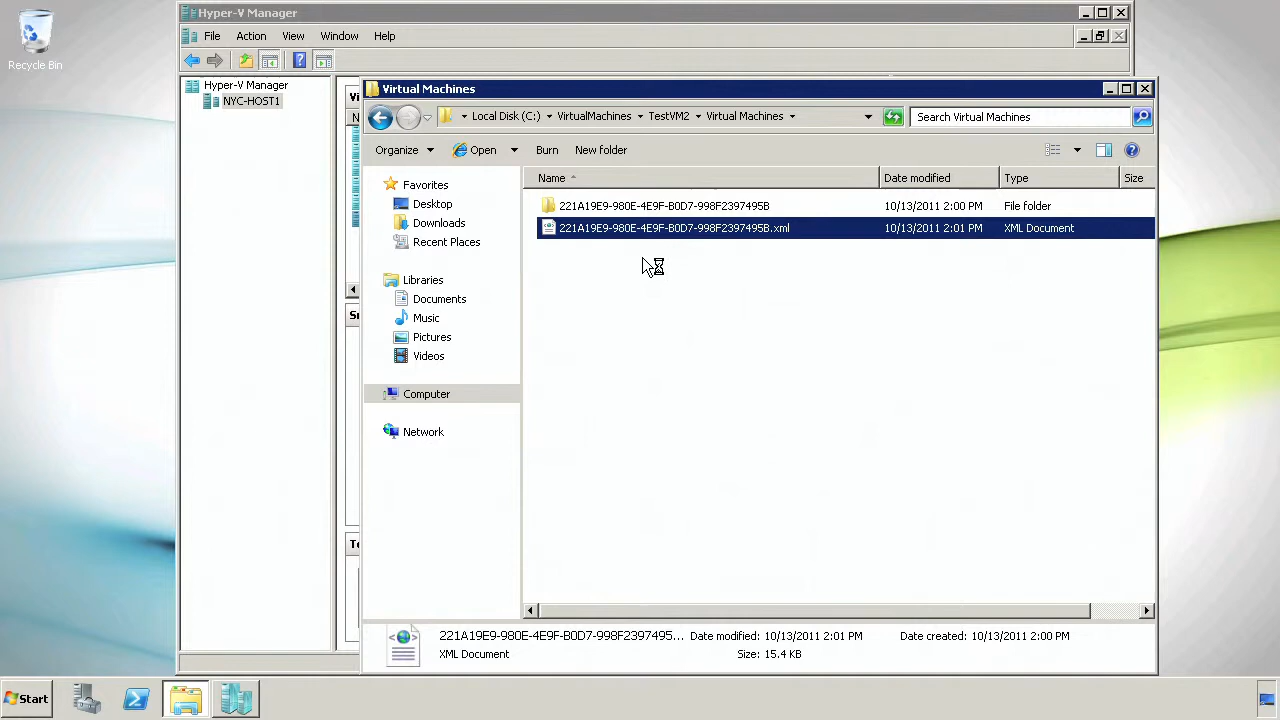 Recycle Bin
Hyper-V Manager
File Action View Window Help
Hyper-V Manager
NYC-HOST1
Virtual Machines
Local Disk (C:) VirtualMachines TestVM2 Virtual Machines
Search Virtual Machines
Organize Open Burn New folder
Name Date modified Type Size
221A19E9-980E-4E9F-B0D7-998F2397495B 10/13/2011 2:00 PM File folder
221A19E9-980E-4E9F-B0D7-998F2397495B.xml 10/13/2011 2:01 PM XML Document
Favorites
Desktop
Downloads
Recent Places
Libraries
Documents
Music
Pictures
Videos
Computer
Network
221A19E9-980E-4E9F-B0D7-998F2397495... Date modified: 10/13/2011 2:01 PM Date created: 10/13/2011 2:00 PM
XML Document Size: 15.4 KB
Start